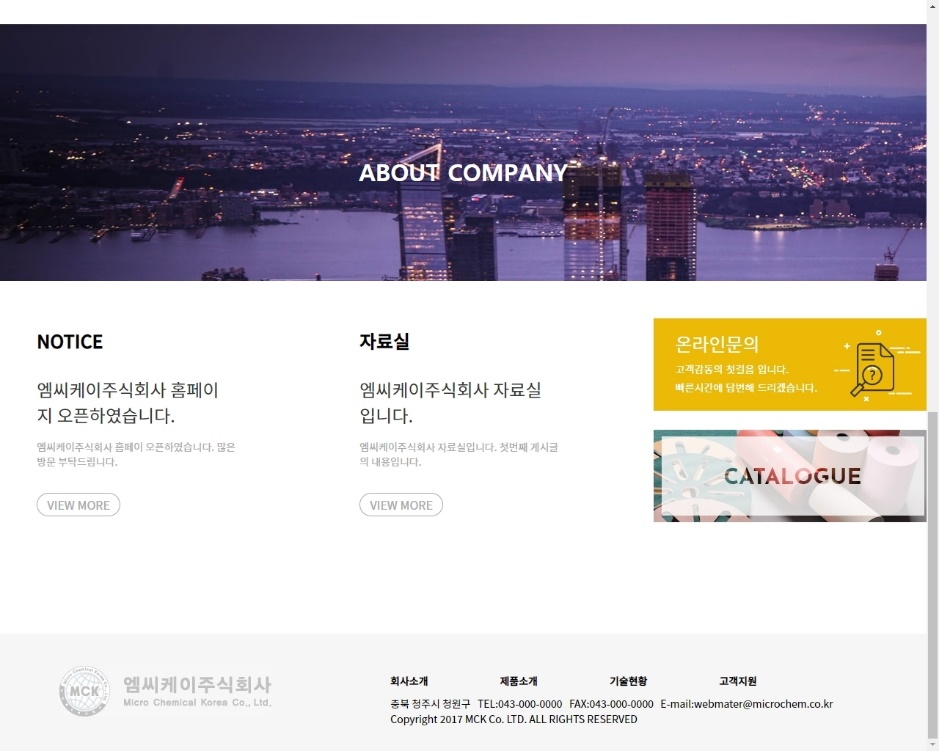 ABOUT COMPANY
NOTICE
엠씨케이주식회사 홈페이
지 오픈하였습니다.
엠씨케이주식회사 홈페이 오픈하였습니다. 많은
방문 부탁드립니다.
VIEW MORE
자료실
엠씨케이주식회사 자료실
입니다.
엠씨케이주식회사 자료실입니다. 첫번째 게시글
의 내용입니다.
VIEW MORE
온라인문의
고객감동의 첫걸음 입니다.
빠른시간에 답변해 드리겠습니다.
?
CATALOGUE
MCK
엠씨케이주식회사
Micro Chemical Korea Co,. Ltd.
회사소개 제품소개 기술현황 고객지원
충북 청주시 청원구 TEL:043-000-0000 FAX:043-000-0000 E-mail:webmater@microchem.co.kr
Copyright 2017 MCK Co. LTD. ALL RIGHTS RESERVED